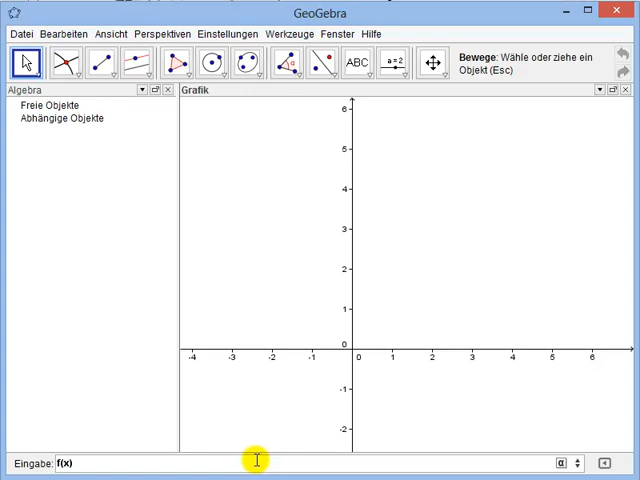 GeoGebra
Datei Bearbeiten Ansicht Perspektiven Einstellungen Werkzeuge Fenster Hilfe
ABC
a=2
α
Bewege: Wähle oder ziehe ein
Objekt (Esc)
Algebra
Grafik
Freie Objekte
Abhängige Objekte
6
5
4
3
2
1
0
-4 -3 -2 -1 0 1 2 3 4 5 6
-1
-2
Eingabe: f(x)
α